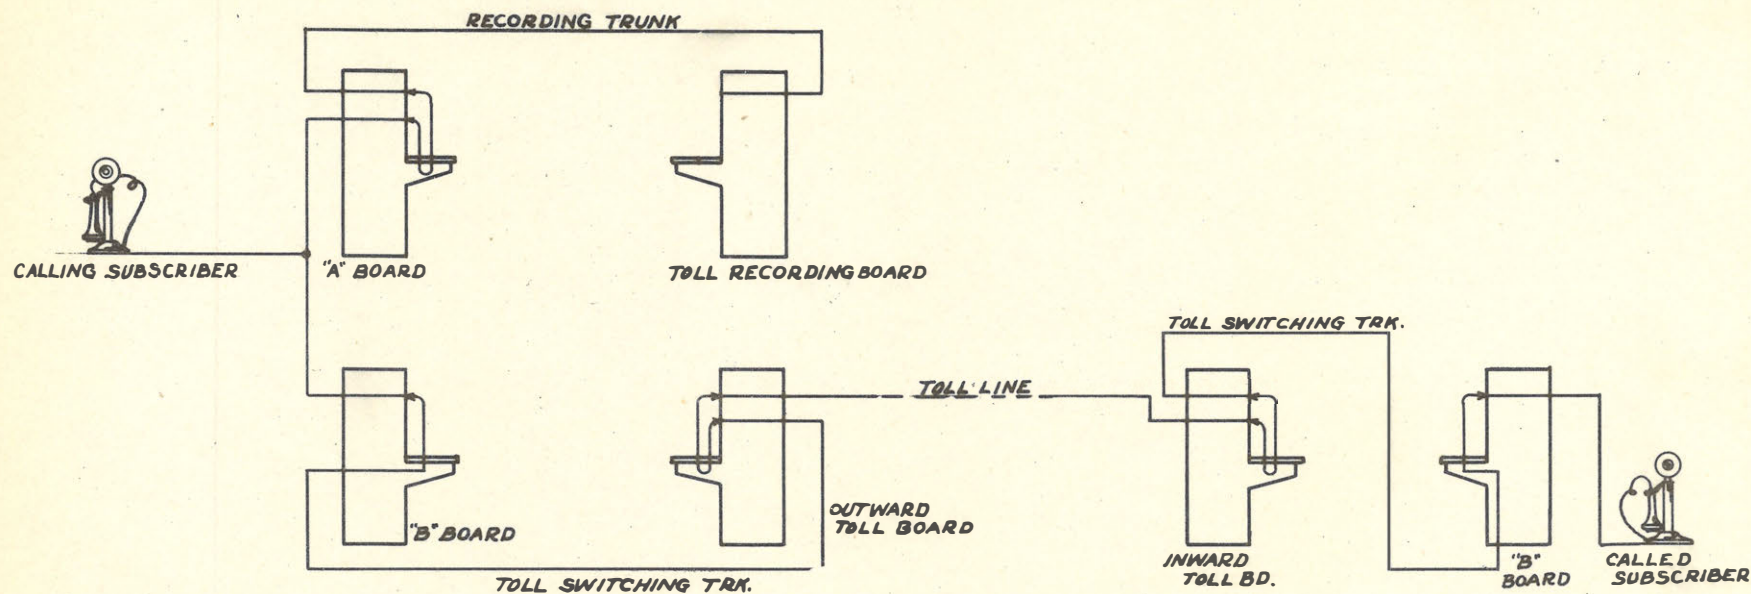 RECORDING TRUNK
CALLING SUBSCRIBER
"A" BOARD
TOLL RECORDING BOARD
TOLL SWITCHING TRK.
TOLL LINE
OUTWARD
TOLL BOARD
"B" BOARD
INWARD
TOLL BD.
"B"
BOARD
CALLED
SUBSCRIBER
TOLL SWITCHING TRK.